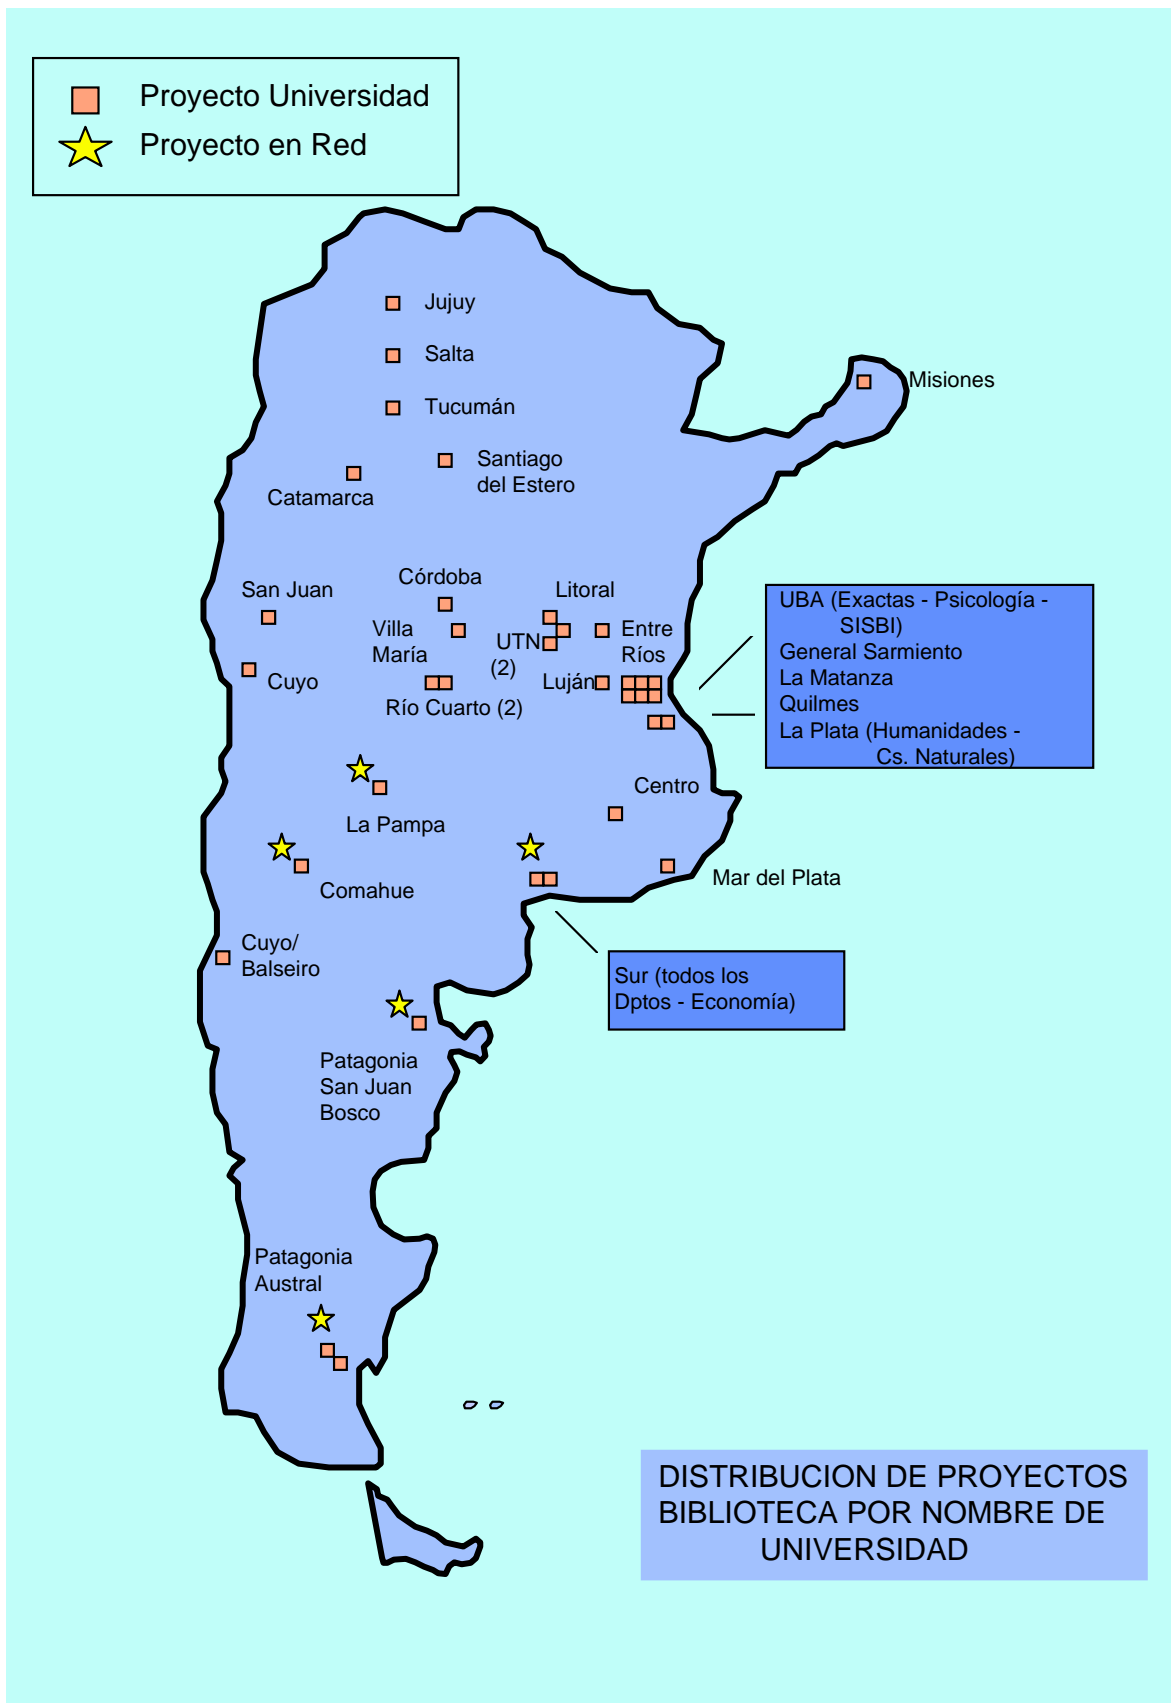 Proyecto Universidad
Proyecto en Red
Jujuy
Salta
Tucumán
Misiones
Santiago
del Estero
Catamarca
San Juan
Córdoba
Litoral
Villa
María
UTN
(2)
Entre
Ríos
Cuyo
Luján
Río Cuarto (2)
UBA (Exactas - Psicología -
SISBI)
General Sarmiento
La Matanza
Quilmes
La Plata (Humanidades -
Cs. Naturales)
Centro
La Pampa
Comahue
Mar del Plata
Cuyo/
Balseiro
Sur (todos los
Dptos - Economía)
Patagonia
San Juan
Bosco
Patagonia
Austral
DISTRIBUCION DE PROYECTOS
BIBLIOTECA POR NOMBRE DE
UNIVERSIDAD